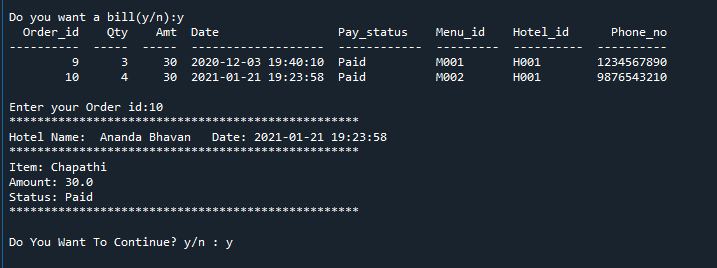 Do you want a bill(y/n):y
Order_id Qty Amt Date Pay_status Menu_id Hotel_id Phone_no
---------- ----- ----- ------------------- ------------ --------- ---------- ----------
9 3 30 2020-12-03 19:40:10 Paid M001 H001 1234567890
10 4 30 2021-01-21 19:23:58 Paid M002 H001 9876543210
Enter your Order id:10
**************************************************
Hotel Name: Ananda Bhavan Date: 2021-01-21 19:23:58
**************************************************
Item: Chapathi
Amount: 30.0
Status: Paid
**************************************************
Do You Want To Continue? y/n : y